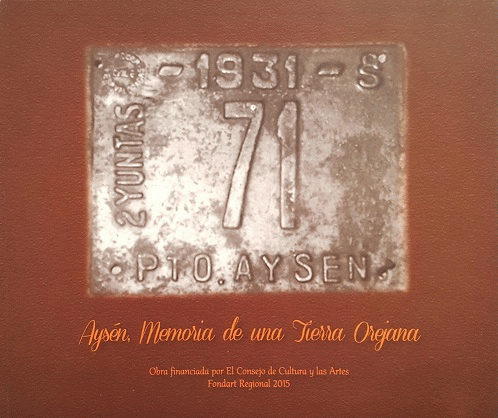 - 1931 - S
2 YUNTAS
71
· PTO. AYSEN ·
Aysén, Memoria de una Tierra Orejana
Obra financiada por El Consejo de Cultura y las Artes
Fondart Regional 2015